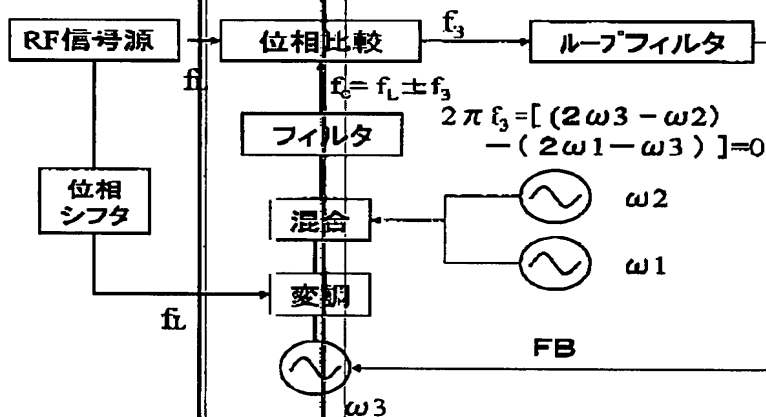 RF信号源
位相比較
f₃
ループフィルタ
fL
fc= fL±f₃
フィルタ
2πf₃=[(2ω3-ω2)
-(2ω1-ω3)]=0
位相
シフタ
混合
ω2
ω1
変調
fL
FB
ω3